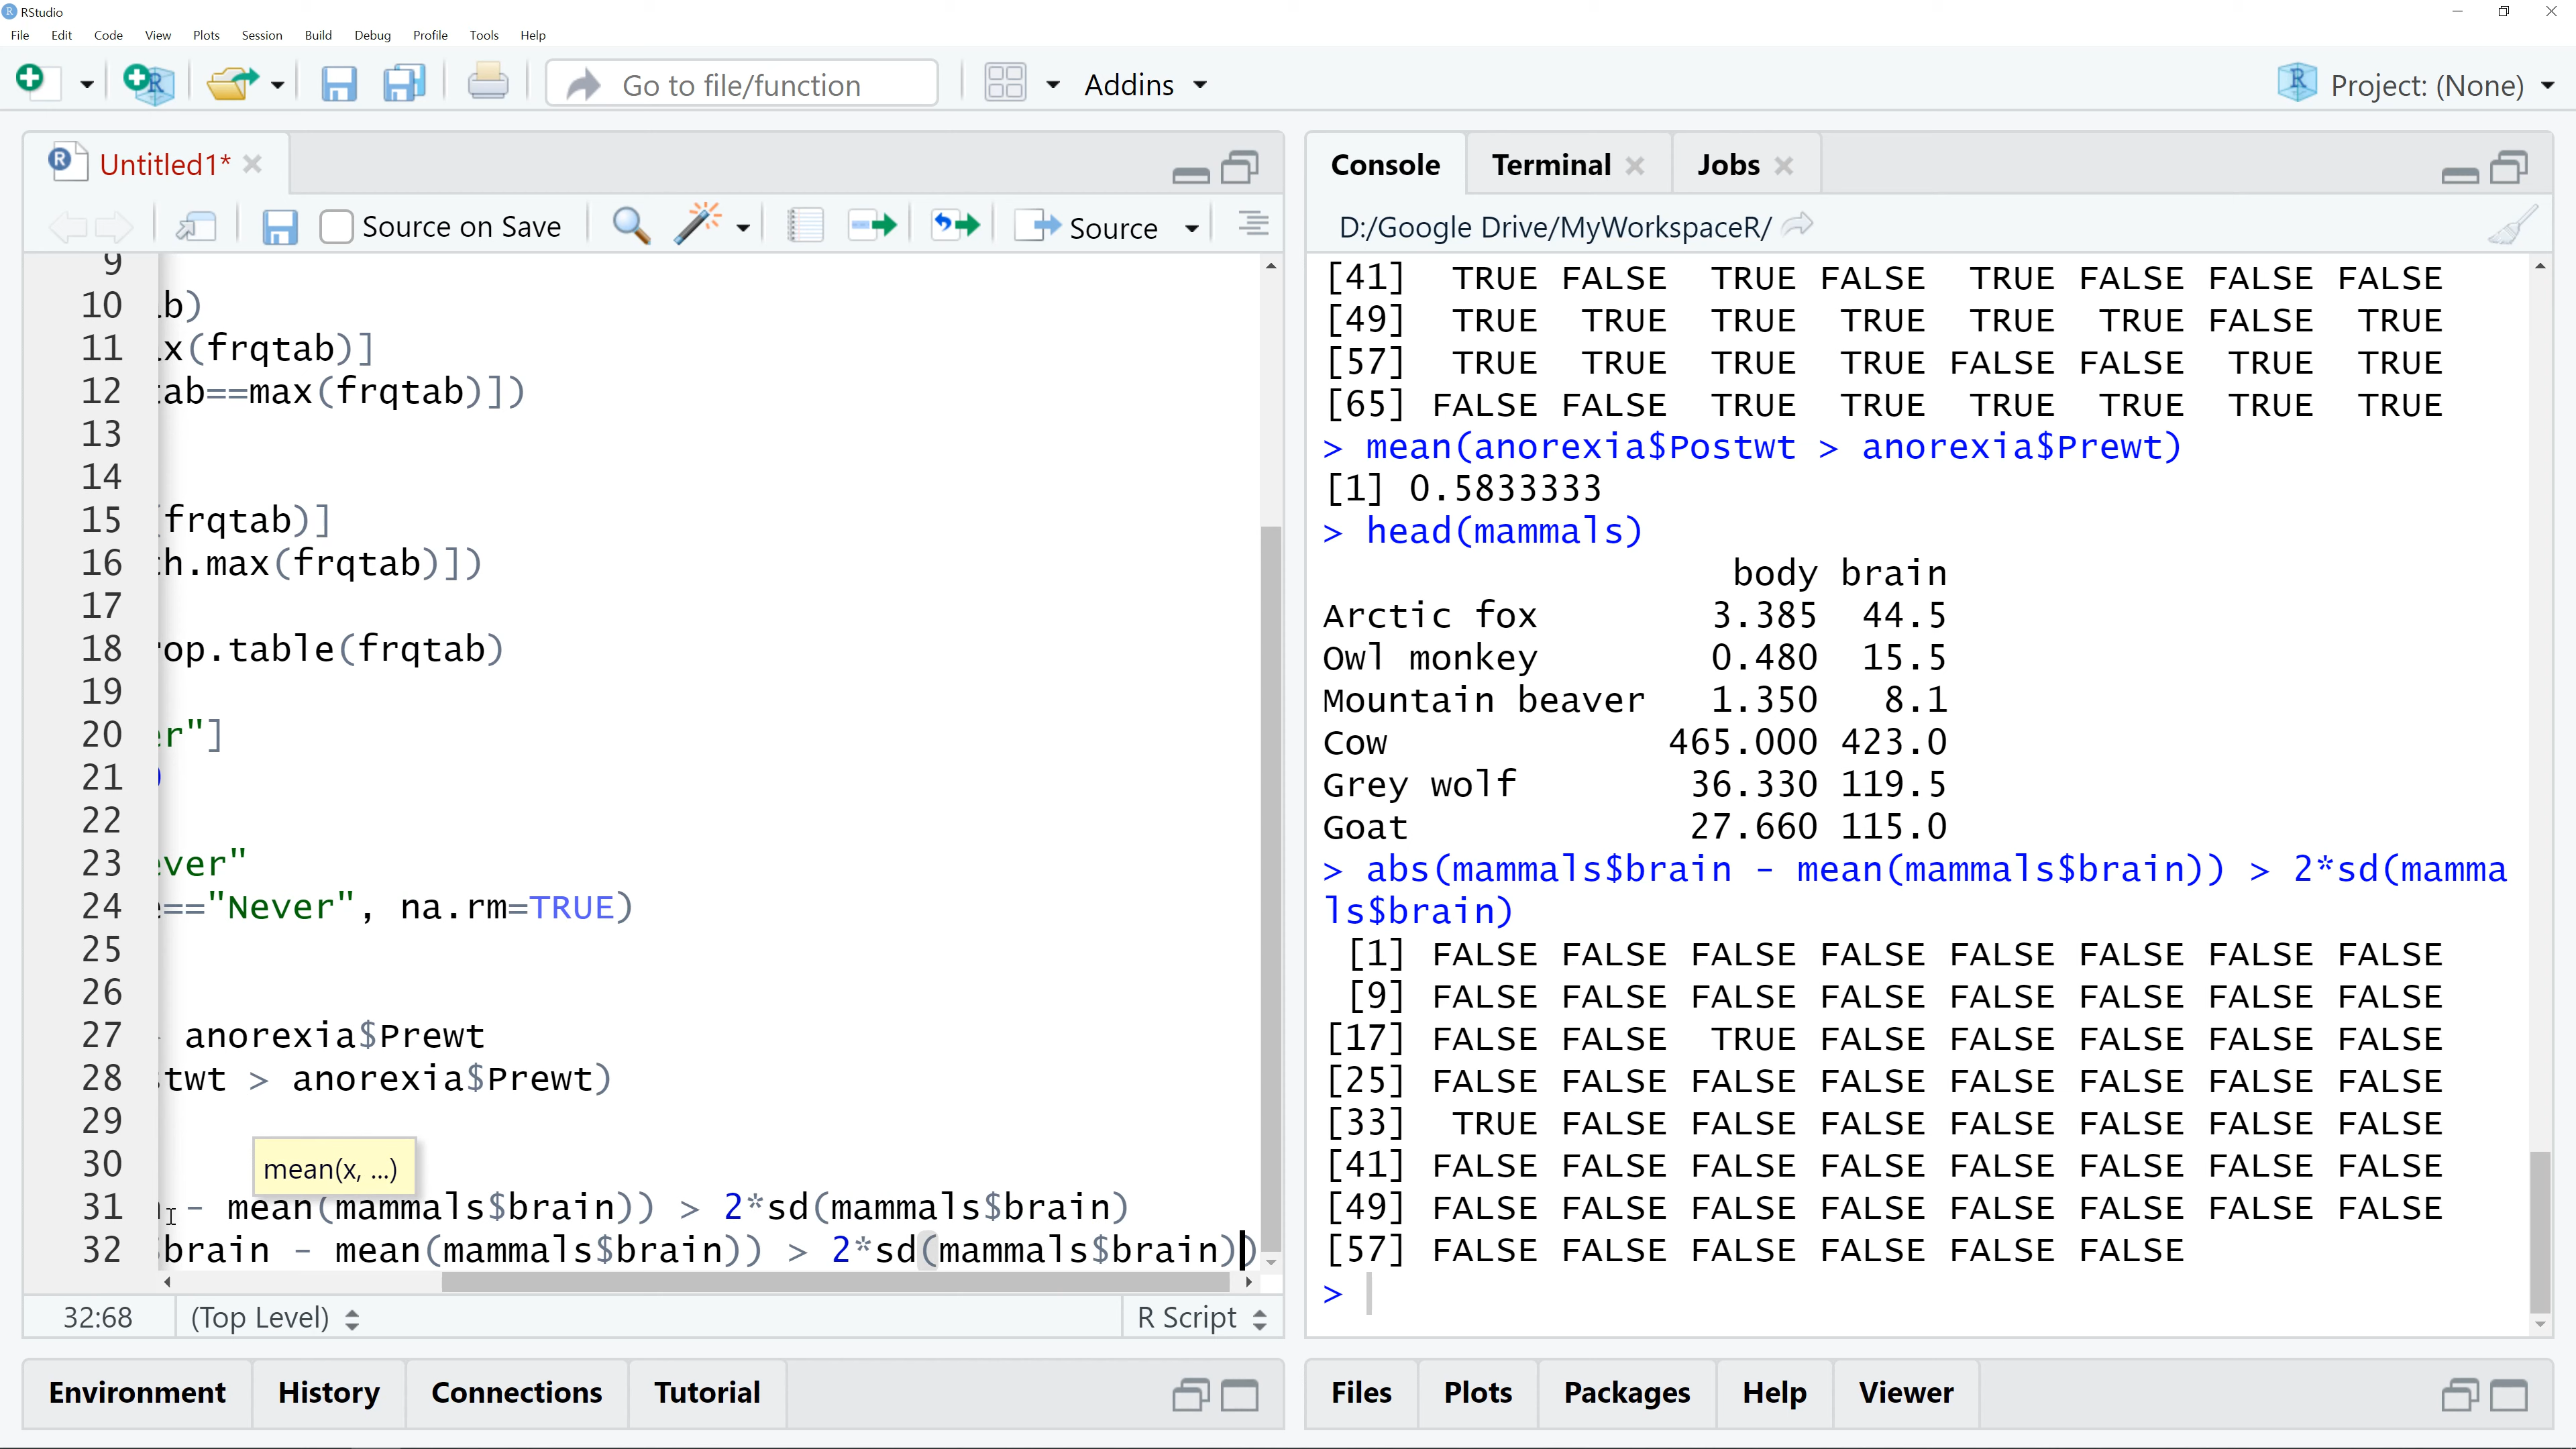 RStudio
File Edit Code View Plots Session Build Debug Profile Tools Help
Go to file/function Addins Project: (None)
Untitled1*
Source on Save Source
9
10 b)
11 x(frqtab)]
12 ab==max(frqtab)])
13
14
15 frqtab)]
16 h.max(frqtab)])
17
18 op.table(frqtab)
19
20 r"]
21 )
22
23 ver"
24 =="Never", na.rm=TRUE)
25
26
27 anorexia$Prewt
28 twt > anorexia$Prewt)
29
30
mean(x, ...)
31 - mean(mammals$brain)) > 2*sd(mammals$brain)
32 brain - mean(mammals$brain)) > 2*sd(mammals$brain))
32:68 (Top Level) R Script
Environment History Connections Tutorial
Console Terminal Jobs
D:/Google Drive/MyWorkspaceR/
[41] TRUE FALSE TRUE FALSE TRUE FALSE FALSE FALSE
[49] TRUE TRUE TRUE TRUE TRUE TRUE FALSE TRUE
[57] TRUE TRUE TRUE TRUE FALSE FALSE TRUE TRUE
[65] FALSE FALSE TRUE TRUE TRUE TRUE TRUE TRUE
> mean(anorexia$Postwt > anorexia$Prewt)
[1] 0.5833333
> head(mammals)
body brain
Arctic fox 3.385 44.5
Owl monkey 0.480 15.5
Mountain beaver 1.350 8.1
Cow 465.000 423.0
Grey wolf 36.330 119.5
Goat 27.660 115.0
> abs(mammals$brain - mean(mammals$brain)) > 2*sd(mamma
ls$brain)
[1] FALSE FALSE FALSE FALSE FALSE FALSE FALSE FALSE
[9] FALSE FALSE FALSE FALSE FALSE FALSE FALSE FALSE
[17] FALSE FALSE TRUE FALSE FALSE FALSE FALSE FALSE
[25] FALSE FALSE FALSE FALSE FALSE FALSE FALSE FALSE
[33] TRUE FALSE FALSE FALSE FALSE FALSE FALSE FALSE
[41] FALSE FALSE FALSE FALSE FALSE FALSE FALSE FALSE
[49] FALSE FALSE FALSE FALSE FALSE FALSE FALSE FALSE
[57] FALSE FALSE FALSE FALSE FALSE FALSE
>
Files Plots Packages Help Viewer